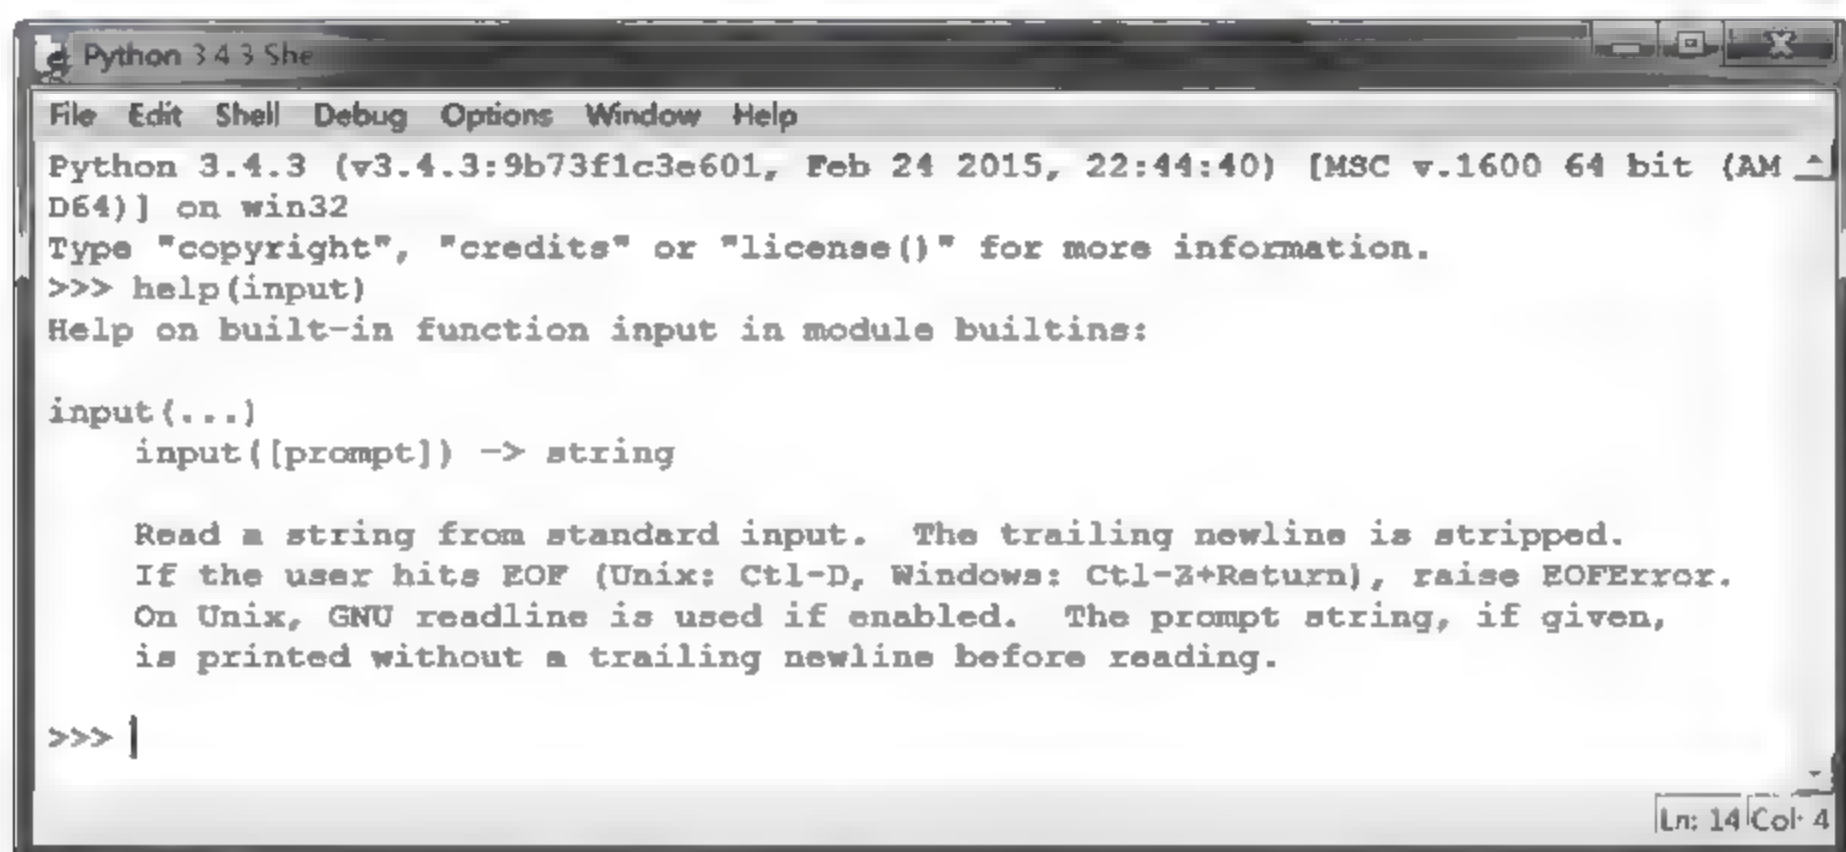 Python 3 4 3 She
File Edit Shell Debug Options Window Help
Python 3.4.3 (v3.4.3:9b73f1c3e601, Feb 24 2015, 22:44:40) [MSC v.1600 64 bit (AM
D64)] on win32
Type "copyright", "credits" or "license()" for more information.
>>> help(input)
Help on built-in function input in module builtins:
input(...)
    input([prompt]) -> string
    Read a string from standard input.  The trailing newline is stripped.
    If the user hits EOF (Unix: Ctl-D, Windows: Ctl-Z+Return), raise EOFError.
    On Unix, GNU readline is used if enabled.  The prompt string, if given,
    is printed without a trailing newline before reading.
>>>
Ln: 14 Col: 4